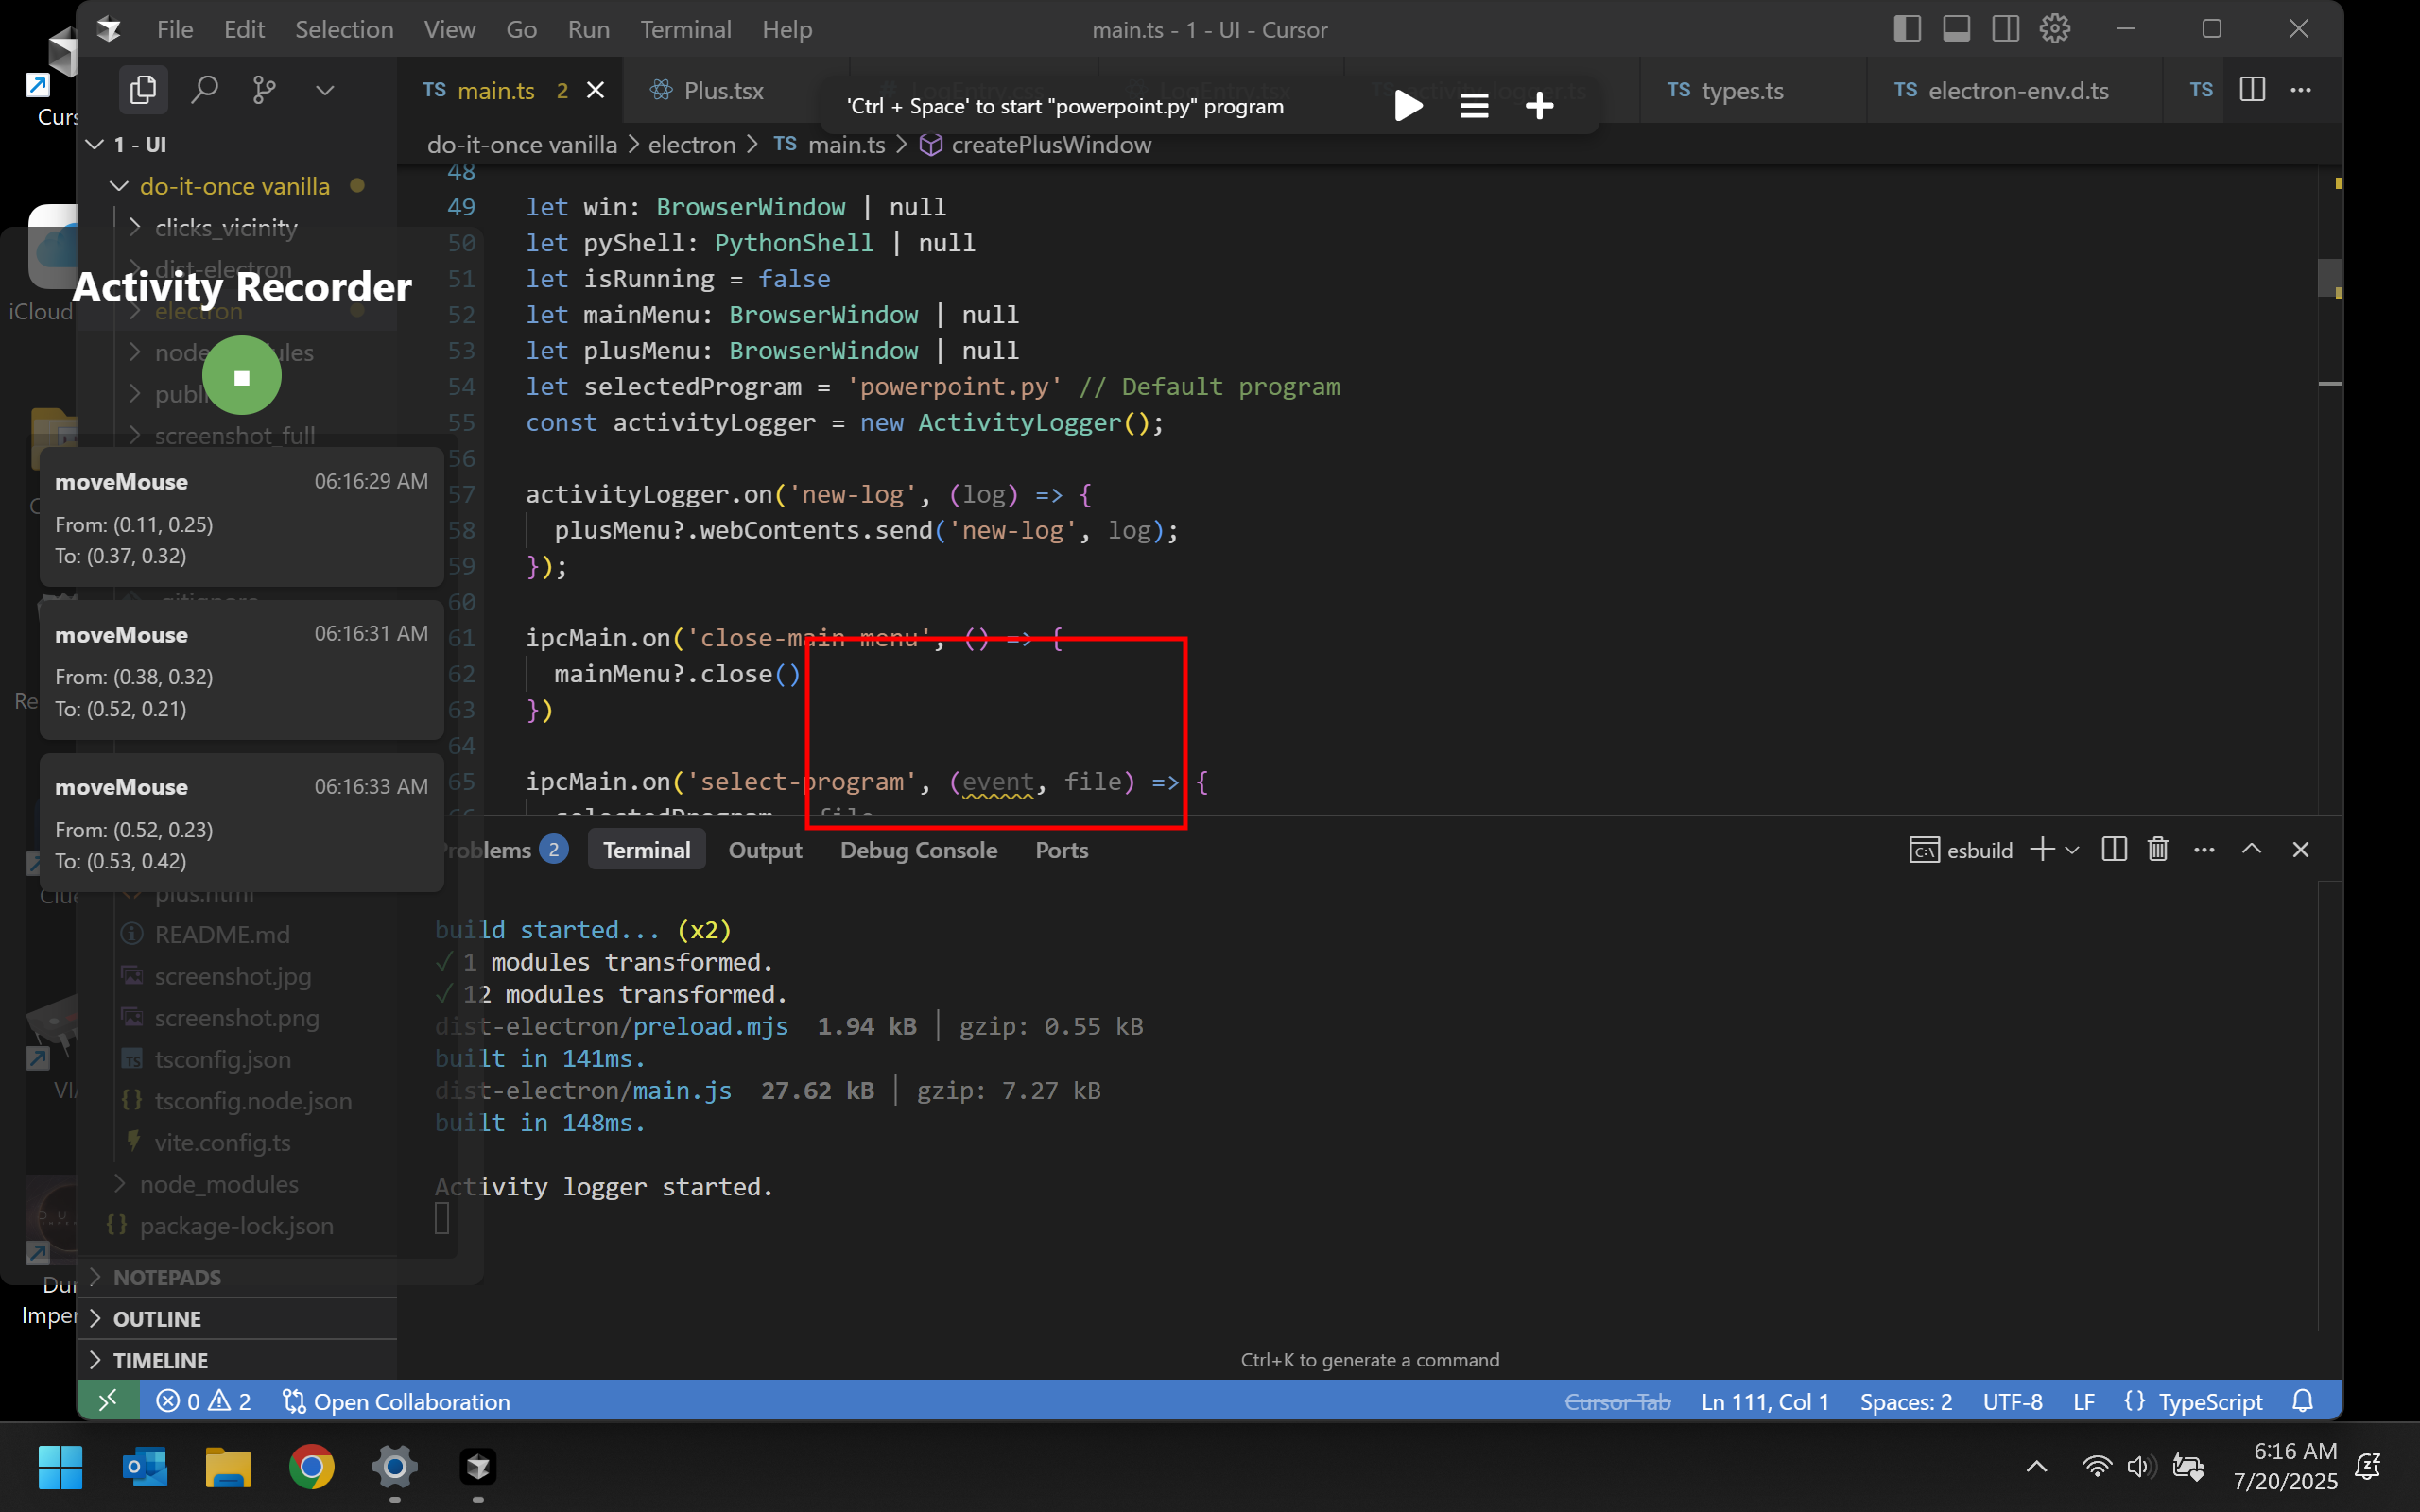 File Edit Selection View Go Run Terminal Help
main.ts - 1 - UI - Cursor
Curs
TS main.ts 2
Plus.tsx
'Ctrl + Space' to start "powerpoint.py" program
TS types.ts
TS electron-env.d.ts
TS
do-it-once vanilla > electron > TS main.ts > createPlusWindow
1 - UI
do-it-once vanilla
clicks_vicinity
dist-electron
electron
screenshot_full
iCloud
Activity Recorder
moveMouse 06:16:29 AM
From: (0.11, 0.25)
To: (0.37, 0.32)
moveMouse 06:16:31 AM
From: (0.38, 0.32)
To: (0.52, 0.21)
moveMouse 06:16:33 AM
From: (0.52, 0.23)
To: (0.53, 0.42)
plus.html
README.md
screenshot.jpg
screenshot.png
tsconfig.json
tsconfig.node.json
vite.config.ts
node_modules
package-lock.json
NOTEPADS
OUTLINE
TIMELINE
48
49 let win: BrowserWindow | null
50 let pyShell: PythonShell | null
51 let isRunning = false
52 let mainMenu: BrowserWindow | null
53 let plusMenu: BrowserWindow | null
54 let selectedProgram = 'powerpoint.py' // Default program
55 const activityLogger = new ActivityLogger();
56
57 activityLogger.on('new-log', (log) => {
58 plusMenu?.webContents.send('new-log', log);
59 });
60
61 ipcMain.on('close-main-menu', () => {
62 mainMenu?.close()
63 })
64
65 ipcMain.on('select-program', (event, file) => {
Problems 2 Terminal Output Debug Console Ports
esbuild
build started... (x2)
✓ 1 modules transformed.
✓ 12 modules transformed.
dist-electron/preload.mjs 1.94 kB │ gzip: 0.55 kB
built in 141ms.
dist-electron/main.js 27.62 kB │ gzip: 7.27 kB
built in 148ms.
Activity logger started.
Ctrl+K to generate a command
0 2 Open Collaboration
Cursor Tab Ln 111, Col 1 Spaces: 2 UTF-8 LF {} TypeScript
6:16 AM
7/20/2025